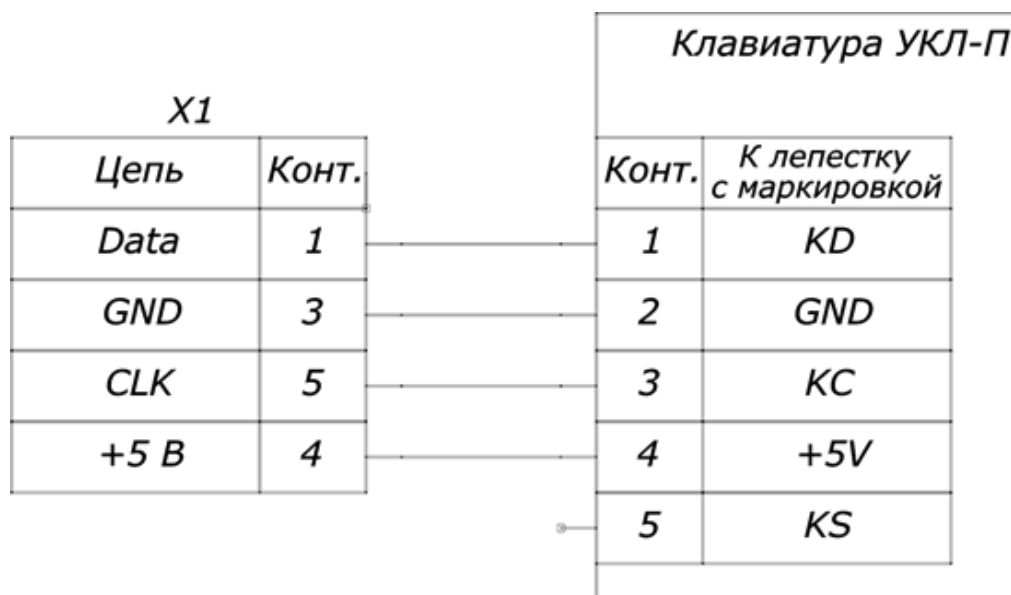 Клавиатура УКЛ-П
X1
Цепь Конт.
Data 1
GND 3
CLK 5
+5 В 4
Конт. К лепестку
с маркировкой
1 KD
2 GND
3 KC
4 +5V
5 KS